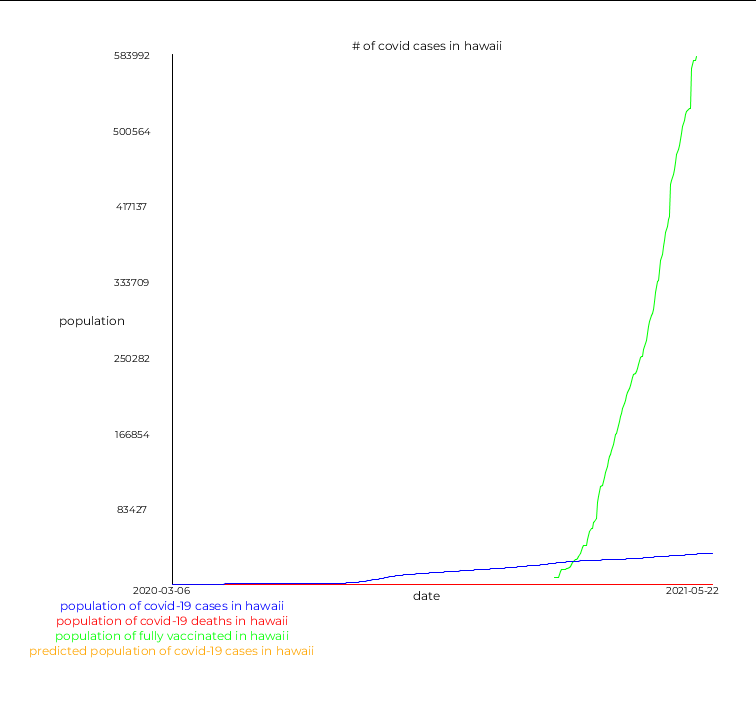 # of covid cases in hawaii
583992
500564
417137
333709
population
250282
166854
83427
2020-03-06
2021-05-22
date
population of covid-19 cases in hawaii
population of covid-19 deaths in hawaii
population of fully vaccinated in hawaii
predicted population of covid-19 cases in hawaii